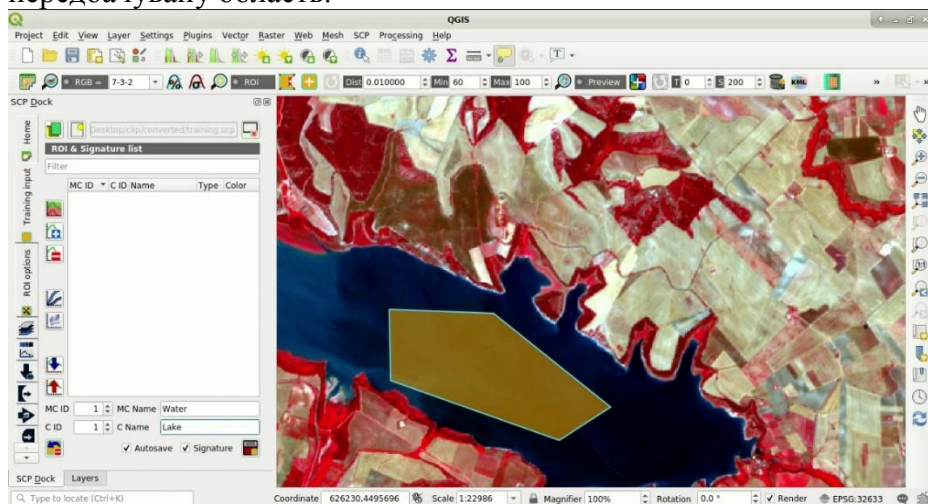 передбачувану область.
QGIS
Project Edit View Layer Settings Plugins Vector Raster Web Mesh SCP Processing Help
RGB = 7-3-2 ROI Dist 0.010000 Min 60 Max 100 Preview T 0 S 200 KML »
SCP Dock
Home
Training input
ROI options
Desktop/clip/converted/training.scp
ROI & Signature list
Filter
MC ID C ID Name Type Color
MC ID 1 MC Name Water
C ID 1 C Name Lake
Autosave Signature
SCP Dock Layers
Type to locate (Ctrl+K) Coordinate 626230,4495696 Scale 1:22986 Magnifier 100% Rotation 0.0 ° Render EPSG:32633